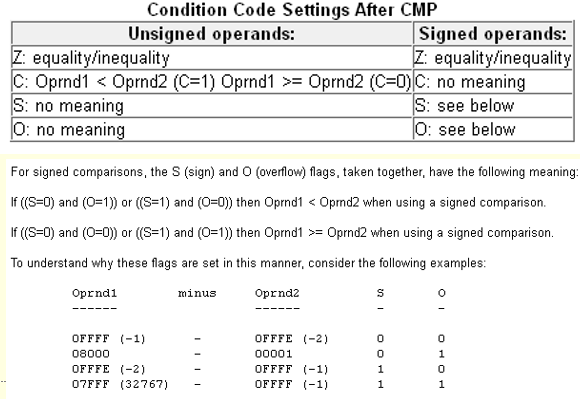 Condition Code Settings After CMP
Unsigned operands: Signed operands:
Z: equality/inequality Z: equality/inequality
C: Oprnd1 < Oprnd2 (C=1) Oprnd1 >= Oprnd2 (C=0) C: no meaning
S: no meaning S: see below
O: no meaning O: see below
For signed comparisons, the S (sign) and O (overflow) flags, taken together, have the following meaning:
If ((S=0) and (O=1)) or ((S=1) and (O=0)) then Oprnd1 < Oprnd2 when using a signed comparison.
If ((S=0) and (O=0)) or ((S=1) and (O=1)) then Oprnd1 >= Oprnd2 when using a signed comparison.
To understand why these flags are set in this manner, consider the following examples:
Oprnd1 minus Oprnd2 S O
------ ------ - -
0FFFF (-1) - 0FFFE (-2) 0 0
08000 - 00001 0 1
0FFFE (-2) - 0FFFF (-1) 1 0
07FFF (32767) - 0FFFF (-1) 1 1